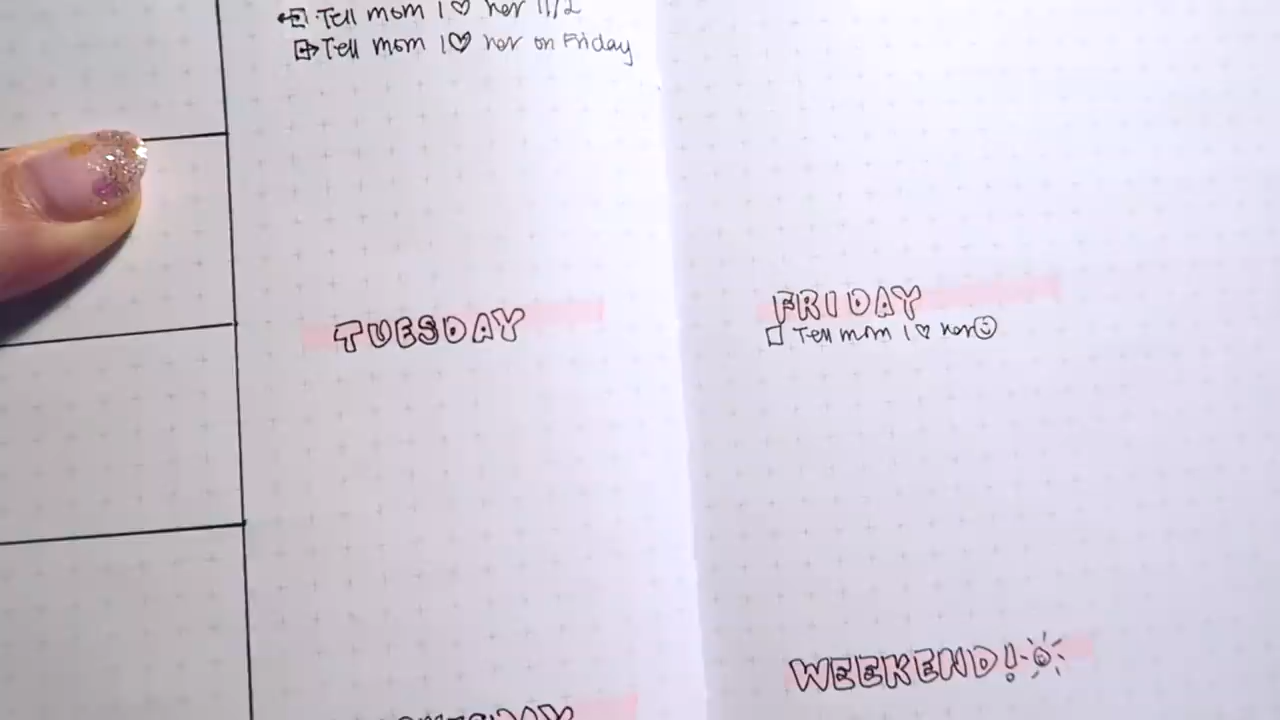 Tell mom I ♡ her 11/2
Tell mom I ♡ her on Friday
TUESDAY
FRIDAY
Tell mom I ♡ her
WEEKEND!